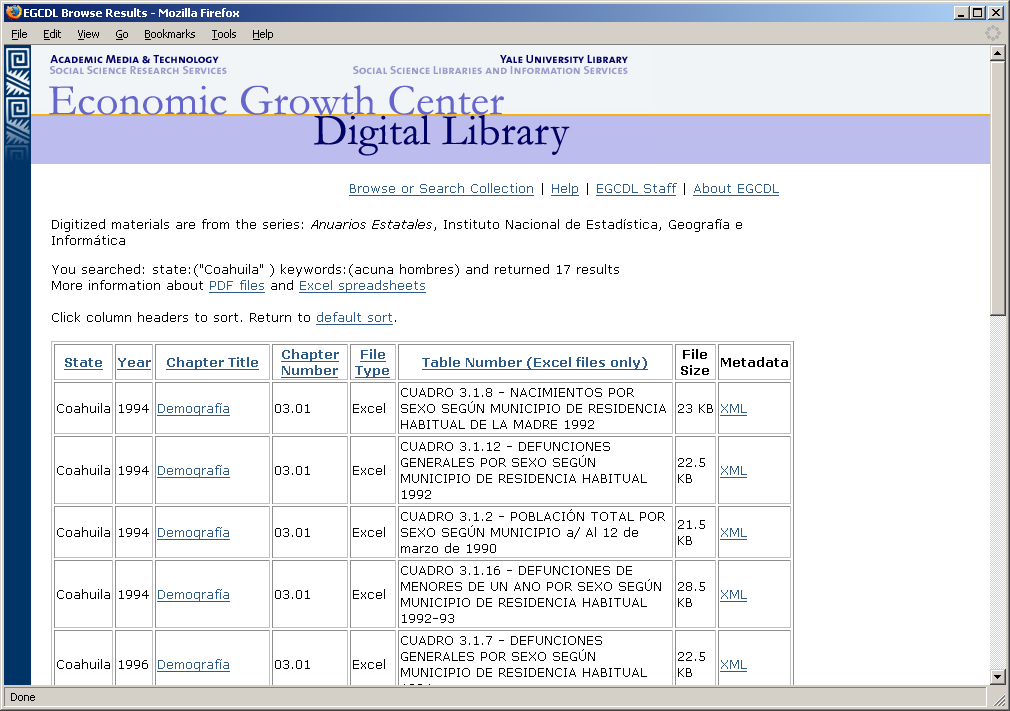 EGCDL Browse Results - Mozilla Firefox
File Edit View Go Bookmarks Tools Help
ACADEMIC MEDIA & TECHNOLOGY YALE UNIVERSITY LIBRARY
SOCIAL SCIENCE RESEARCH SERVICES SOCIAL SCIENCE LIBRARIES AND INFORMATION SERVICES
Economic Growth Center
Digital Library
Browse or Search Collection | Help | EGCDL Staff | About EGCDL
Digitized materials are from the series: Anuarios Estatales, Instituto Nacional de Estadística, Geografía e
Informática
You searched: state:("Coahuila" ) keywords:(acuna hombres) and returned 17 results
More information about PDF files and Excel spreadsheets
Click column headers to sort. Return to default sort.
State Year Chapter Title Chapter Number File Type Table Number (Excel files only) File Size Metadata
CUADRO 3.1.8 - NACIMIENTOS POR
Coahuila 1994 Demografía 03.01 Excel SEXO SEGÚN MUNICIPIO DE RESIDENCIA 23 KB XML
HABITUAL DE LA MADRE 1992
CUADRO 3.1.12 - DEFUNCIONES
GENERALES POR SEXO SEGÚN
Coahuila 1994 Demografía 03.01 Excel MUNICIPIO DE RESIDENCIA HABITUAL 22.5 KB XML
1992
CUADRO 3.1.2 - POBLACIÓN TOTAL POR
Coahuila 1994 Demografía 03.01 Excel SEXO SEGÚN MUNICIPIO a/ Al 12 de 21.5 KB XML
marzo de 1990
CUADRO 3.1.16 - DEFUNCIONES DE
MENORES DE UN ANO POR SEXO SEGÚN
Coahuila 1994 Demografía 03.01 Excel MUNICIPIO DE RESIDENCIA HABITUAL 28.5 KB XML
1992-93
CUADRO 3.1.7 - DEFUNCIONES
GENERALES POR SEXO SEGÚN
Coahuila 1996 Demografía 03.01 Excel MUNICIPIO DE RESIDENCIA HABITUAL 22.5 KB XML
Done